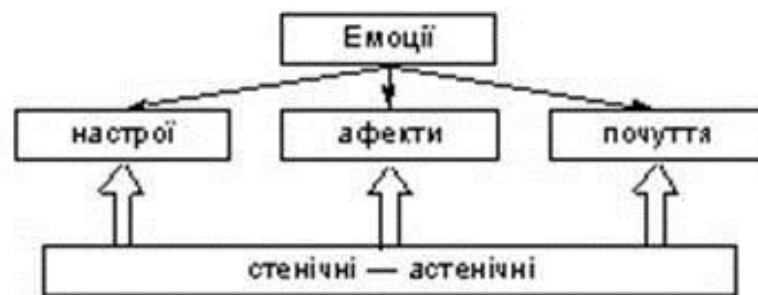 Емоції
настрої афекти почуття
стенічні — астенічні